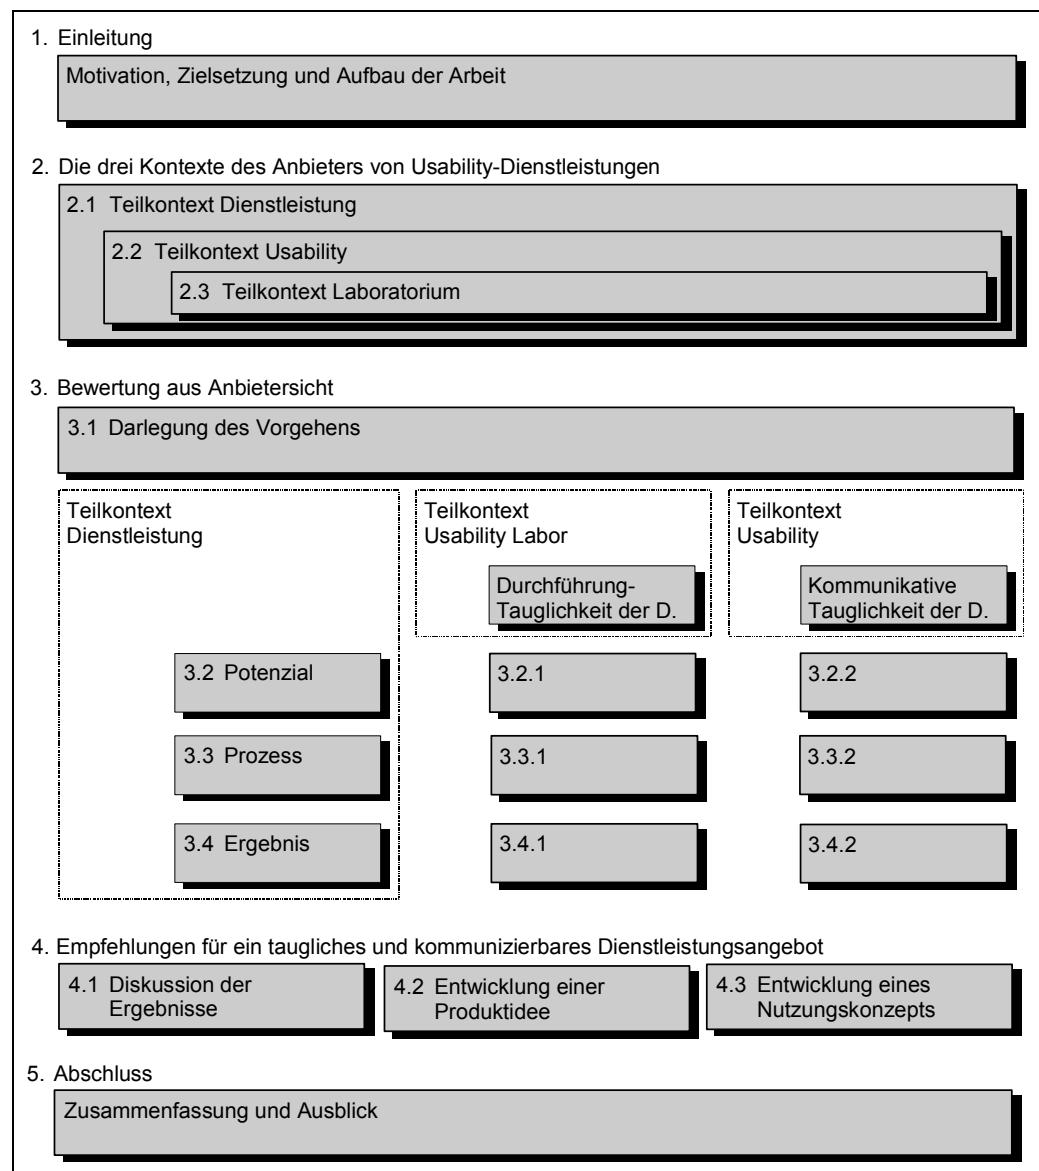 1. Einleitung
Motivation, Zielsetzung und Aufbau der Arbeit
2. Die drei Kontexte des Anbieters von Usability-Dienstleistungen
2.1 Teilkontext Dienstleistung
2.2 Teilkontext Usability
2.3 Teilkontext Laboratorium
3. Bewertung aus Anbietersicht
3.1 Darlegung des Vorgehens
Teilkontext
Dienstleistung
Teilkontext
Usability Labor
Teilkontext
Usability
Durchführung-
Tauglichkeit der D.
Kommunikative
Tauglichkeit der D.
3.2 Potenzial
3.2.1
3.2.2
3.3 Prozess
3.3.1
3.3.2
3.4 Ergebnis
3.4.1
3.4.2
4. Empfehlungen für ein taugliches und kommunizierbares Dienstleistungsangebot
4.1 Diskussion der
Ergebnisse
4.2 Entwicklung einer
Produktidee
4.3 Entwicklung eines
Nutzungskonzepts
5. Abschluss
Zusammenfassung und Ausblick